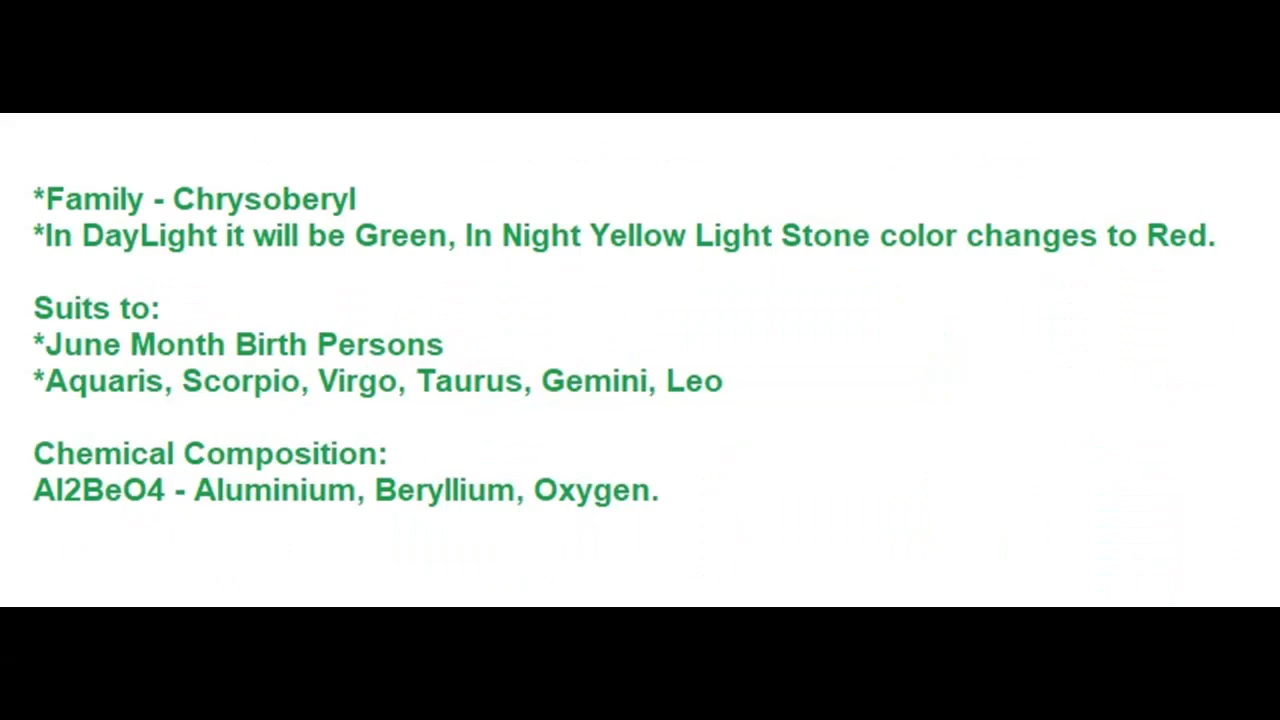 *Family - Chrysoberyl
*In DayLight it will be Green, In Night Yellow Light Stone color changes to Red.
Suits to:
*June Month Birth Persons
*Aquaris, Scorpio, Virgo, Taurus, Gemini, Leo
Chemical Composition:
Al2BeO4 - Aluminium, Beryllium, Oxygen.